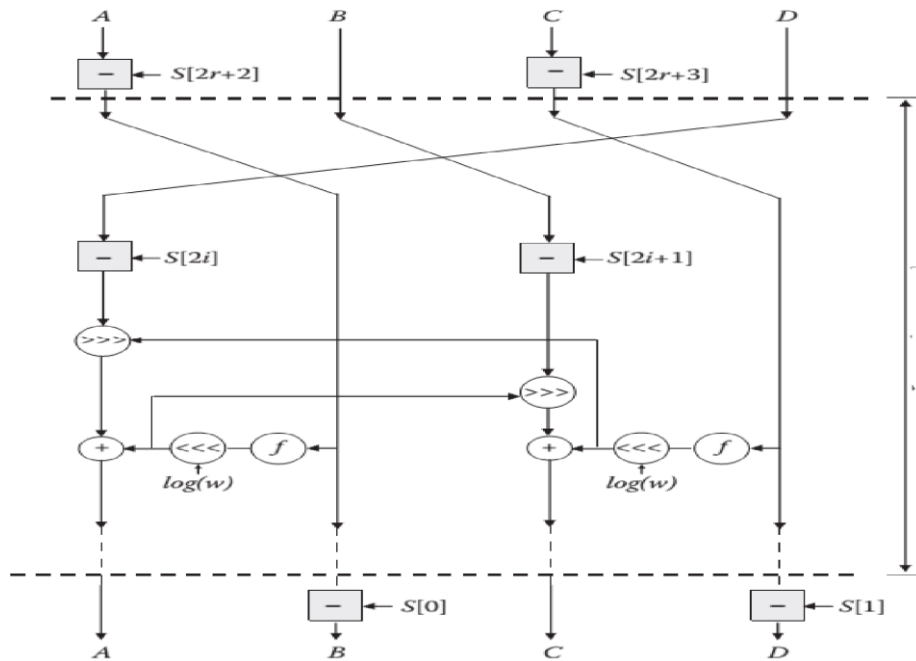 A B C D
− S[2r+2] − S[2r+3]
− S[2i] − S[2i+1]
>>>
>>>
+ <<< f + <<< f
log(w) log(w)
− S[0] − S[1]
A B C D